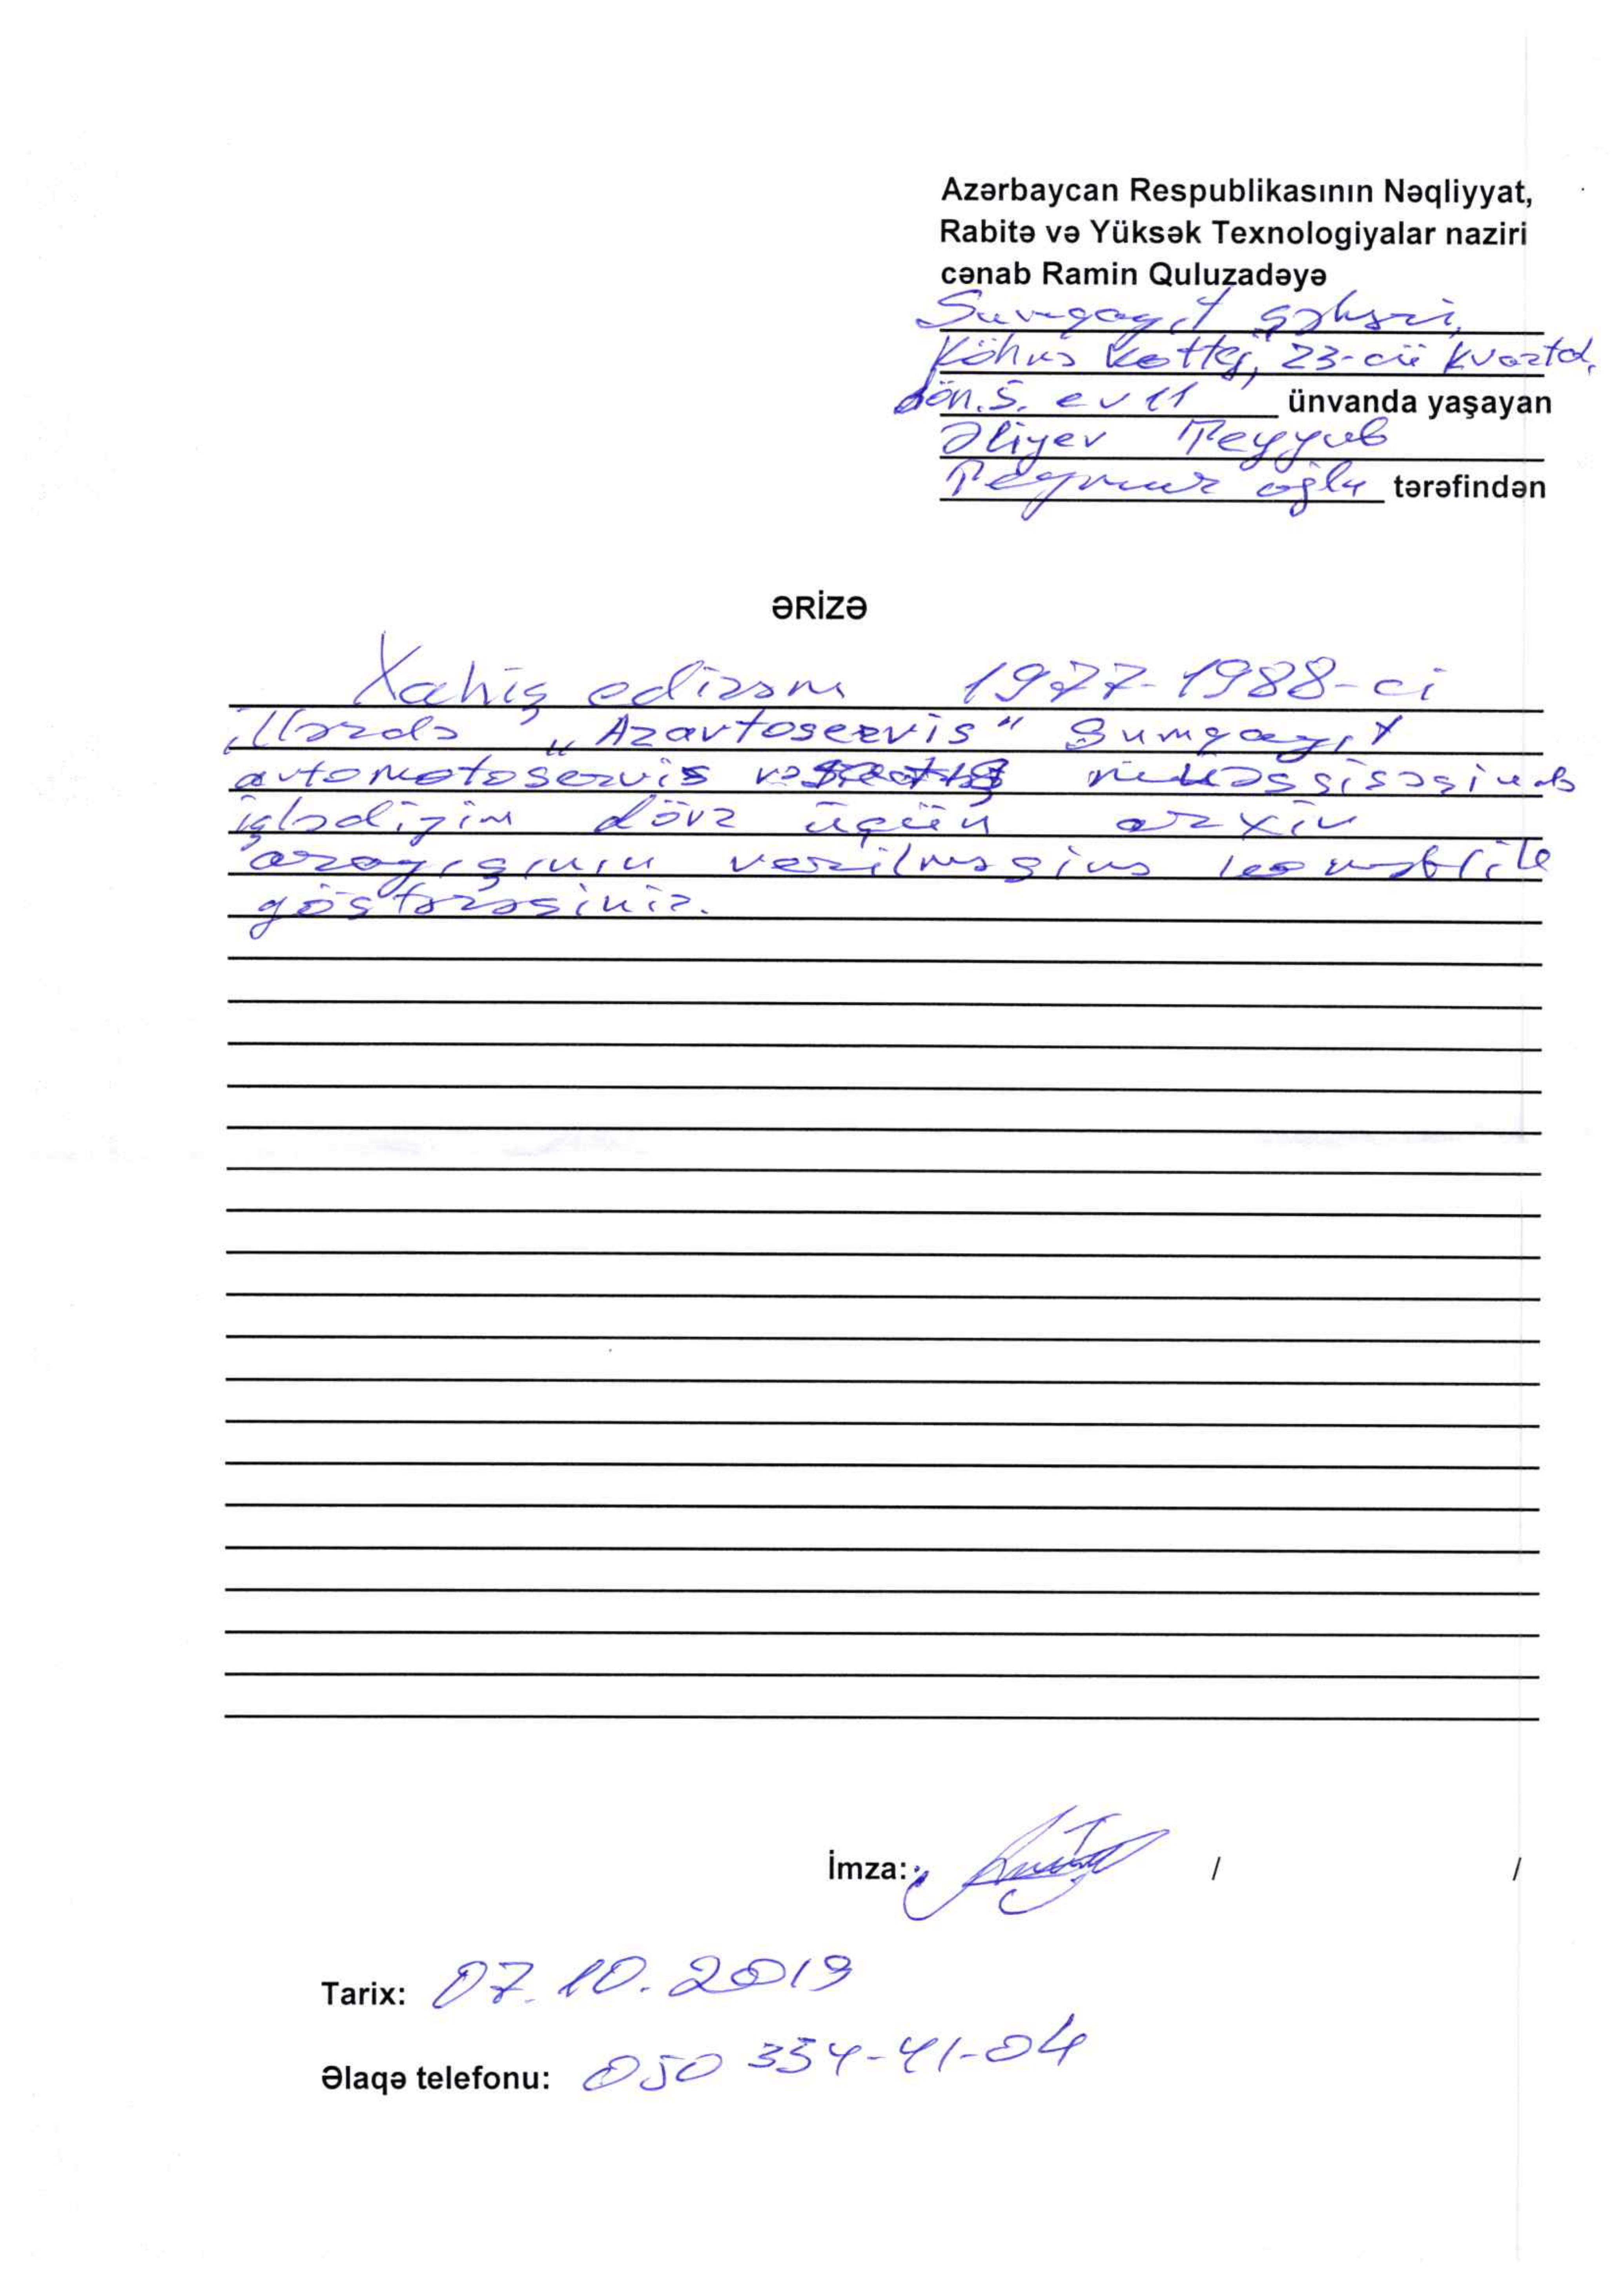 Azərbaycan Respublikasının Nəqliyyat,
Rabitə və Yüksək Texnologiyalar naziri
cənab Ramin Quluzadəyə
Sumqayıt şəhəri,
Köhnə Kottej, 23-cü kvartal,
dön. 5. ev 11 ünvanda yaşayan
Əliyev Teyyub
Teymur oğlu tərəfindən
ƏRİZƏ
Xahiş edirəm 1977-1988-ci
illərdə „Azavtoservis" Sumqayıt
avtomotoservis müəssisəsində
işlədiyim dövr üçün arxiv
arayışının verilməsinə köməklik
göstərəsiniz.
İmza: / /
Tarix: 07.10.2019
Əlaqə telefonu: 050 354-41-04